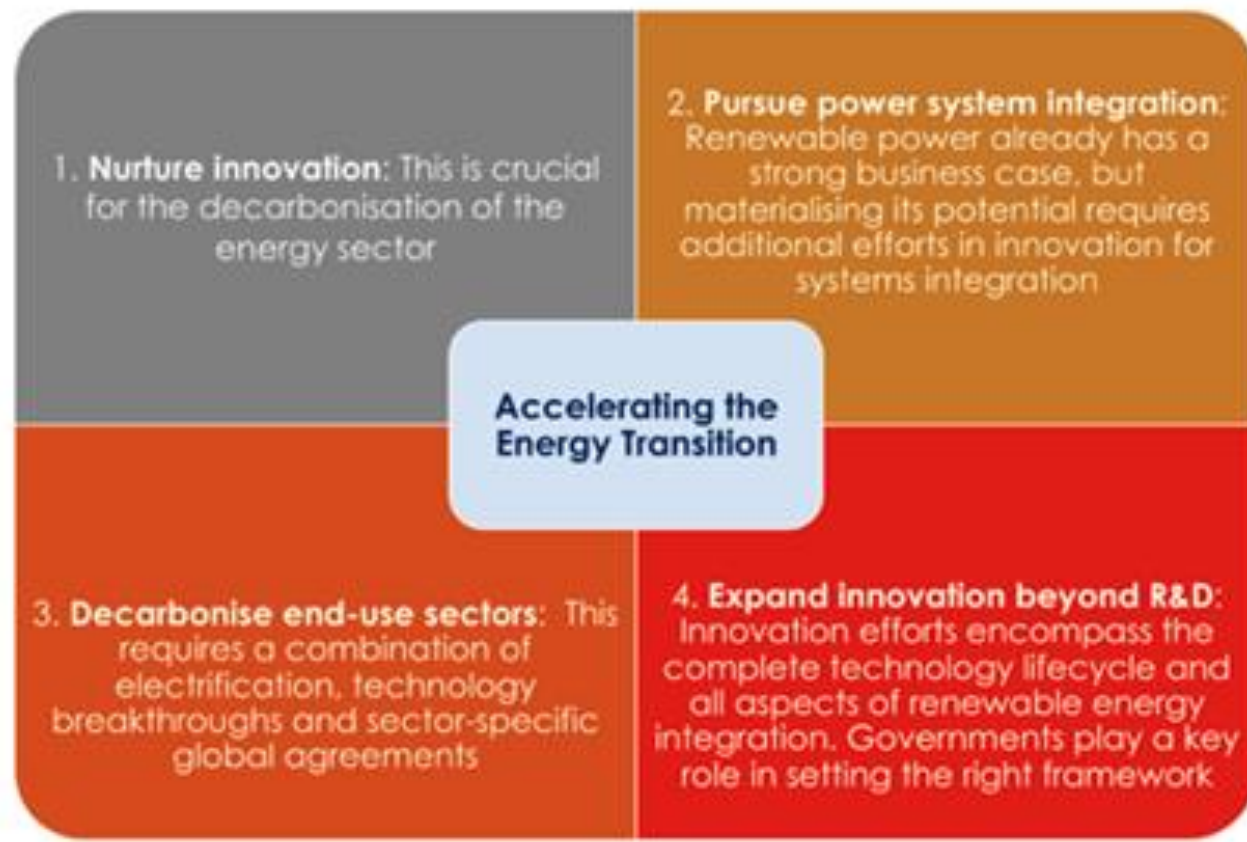 1. Nurture innovation: This is crucial
for the decarbonisation of the
energy sector
2. Pursue power system integration:
Renewable power already has a
strong business case, but
materialising its potential requires
additional efforts in innovation for
systems integration
Accelerating the
Energy Transition
3. Decarbonise end-use sectors: This
requires a combination of
electrification, technology
breakthroughs and sector-specific
global agreements
4. Expand innovation beyond R&D:
Innovation efforts encompass the
complete technology lifecycle and
all aspects of renewable energy
integration. Governments play a key
role in setting the right framework